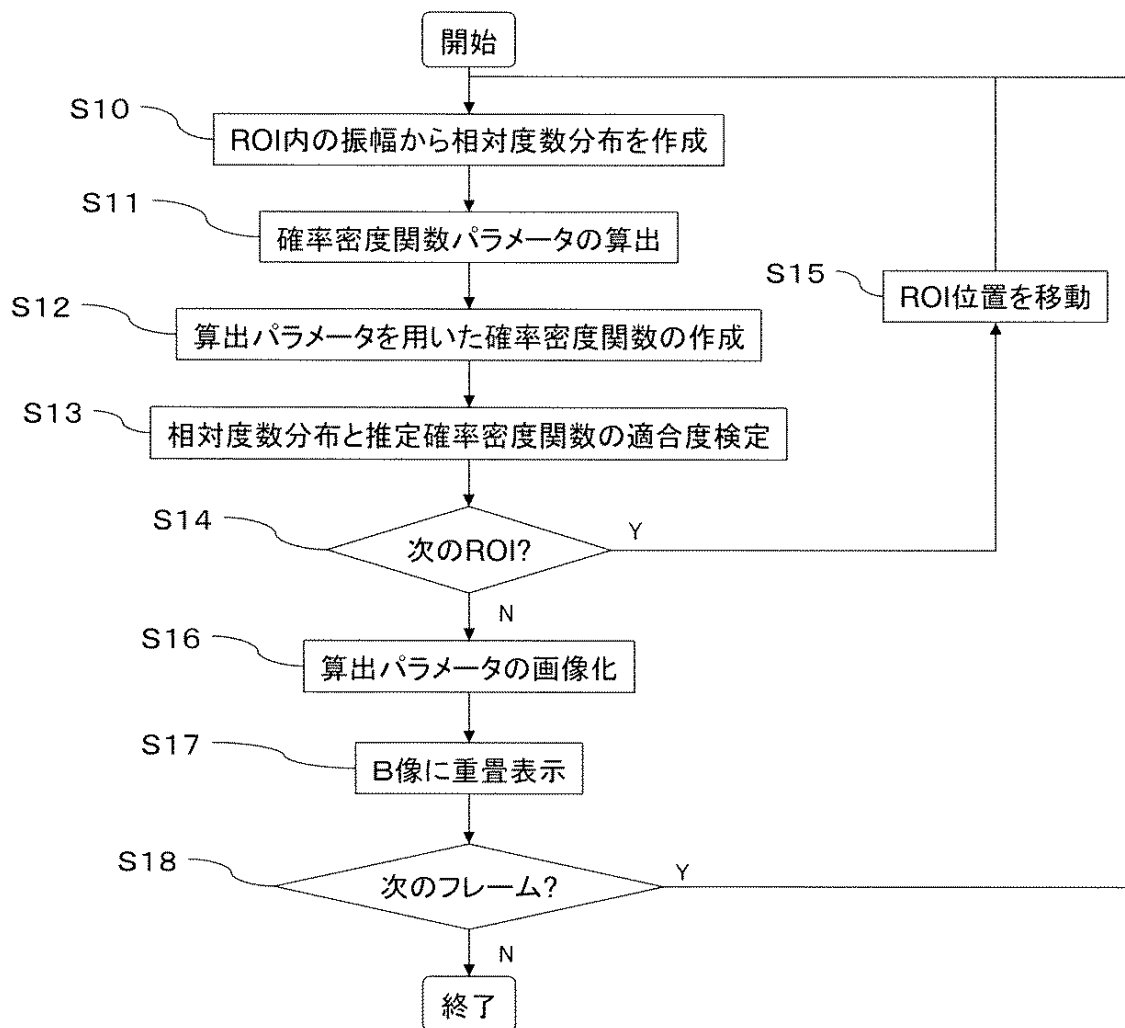 開始
S10
ROI内の振幅から相対度数分布を作成
S11
確率密度関数パラメータの算出
S15
ROI位置を移動
S12
算出パラメータを用いた確率密度関数の作成
S13
相対度数分布と推定確率密度関数の適合度検定
S14
次のROI?
Y
N
S16
算出パラメータの画像化
S17
B像に重畳表示
S18
次のフレーム?
Y
N
終了